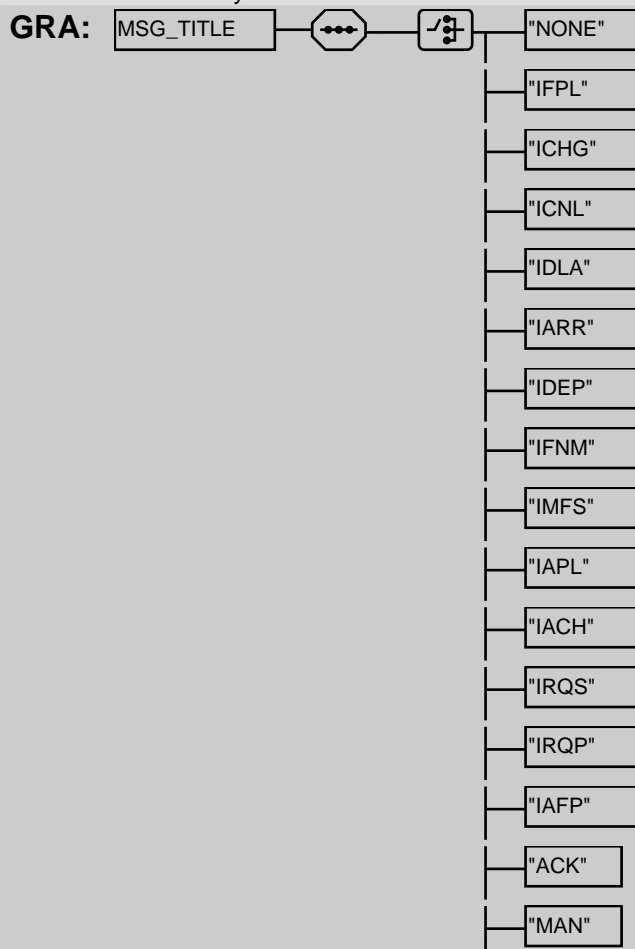 GRA: MSG_TITLE "NONE"
"IFPL"
"ICHG"
"ICNL"
"IDLA"
"IARR"
"IDEP"
"IFNM"
"IMFS"
"IAPL"
"IACH"
"IRQS"
"IRQP"
"IAFP"
"ACK"
"MAN"